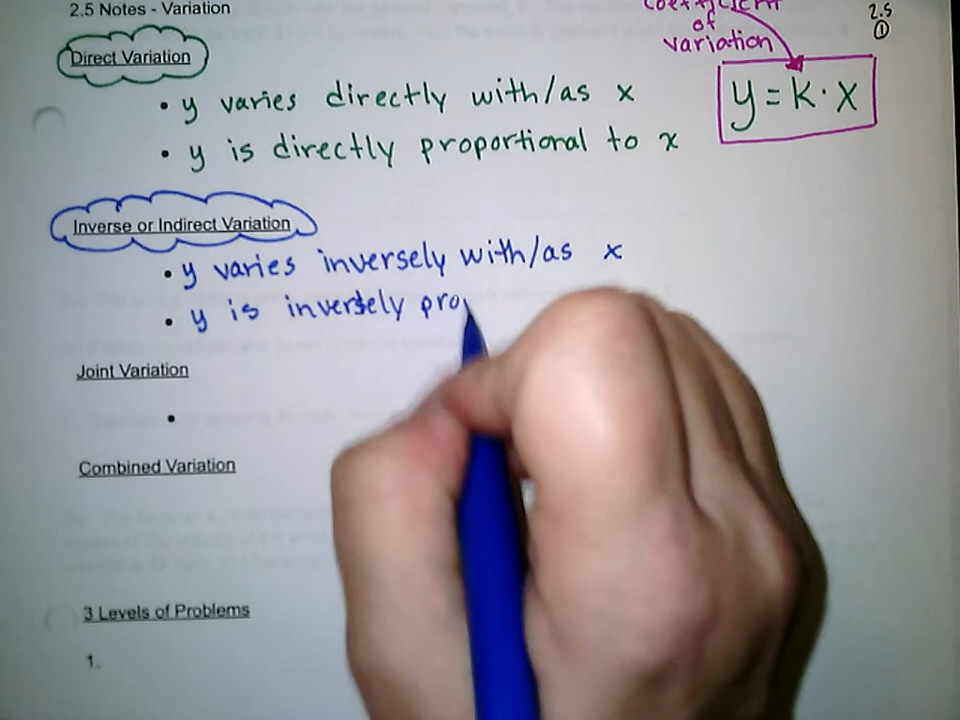 2.5 Notes - Variation
coefficient
of
variation
2.5
①
Direct Variation
• y varies directly with/as x
y = k · x
• y is directly proportional to x
Inverse or Indirect Variation
• y varies inversely with/as x
• y is inversely pro
Joint Variation
•
Combined Variation
3 Levels of Problems
1.